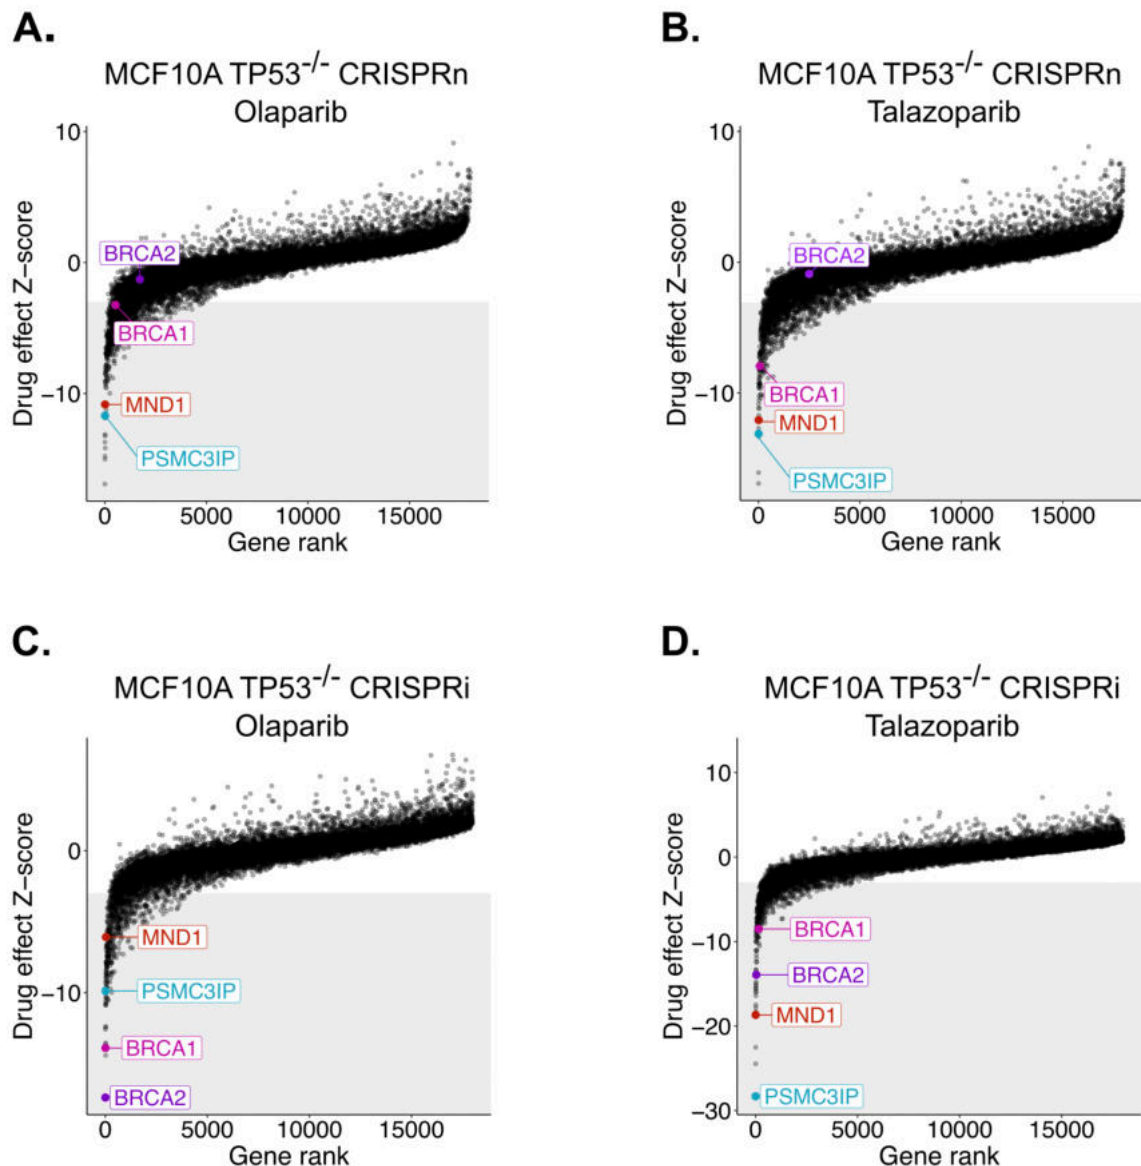 A.
MCF10A TP53-/- CRISPRn
Olaparib
Drug effect Z-score
10
0
-10
BRCA2
BRCA1
MND1
PSMC3IP
0 5000 10000 15000
Gene rank
B.
MCF10A TP53-/- CRISPRn
Talazoparib
Drug effect Z-score
10
0
-10
BRCA2
BRCA1
MND1
PSMC3IP
0 5000 10000 15000
Gene rank
C.
MCF10A TP53-/- CRISPRi
Olaparib
Drug effect Z-score
0
-10
MND1
PSMC3IP
BRCA1
BRCA2
0 5000 10000 15000
Gene rank
D.
MCF10A TP53-/- CRISPRi
Talazoparib
Drug effect Z-score
10
0
-10
-20
-30
BRCA1
BRCA2
MND1
PSMC3IP
0 5000 10000 15000
Gene rank